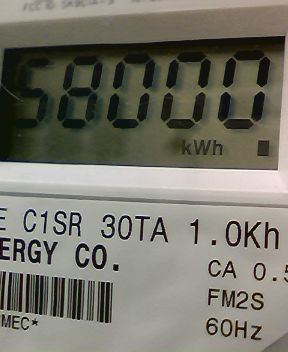 58000
kWh
E C1SR 30TA 1.0Kh
ERGY CO.
CA 0.5
FM2S
MEC*
60Hz